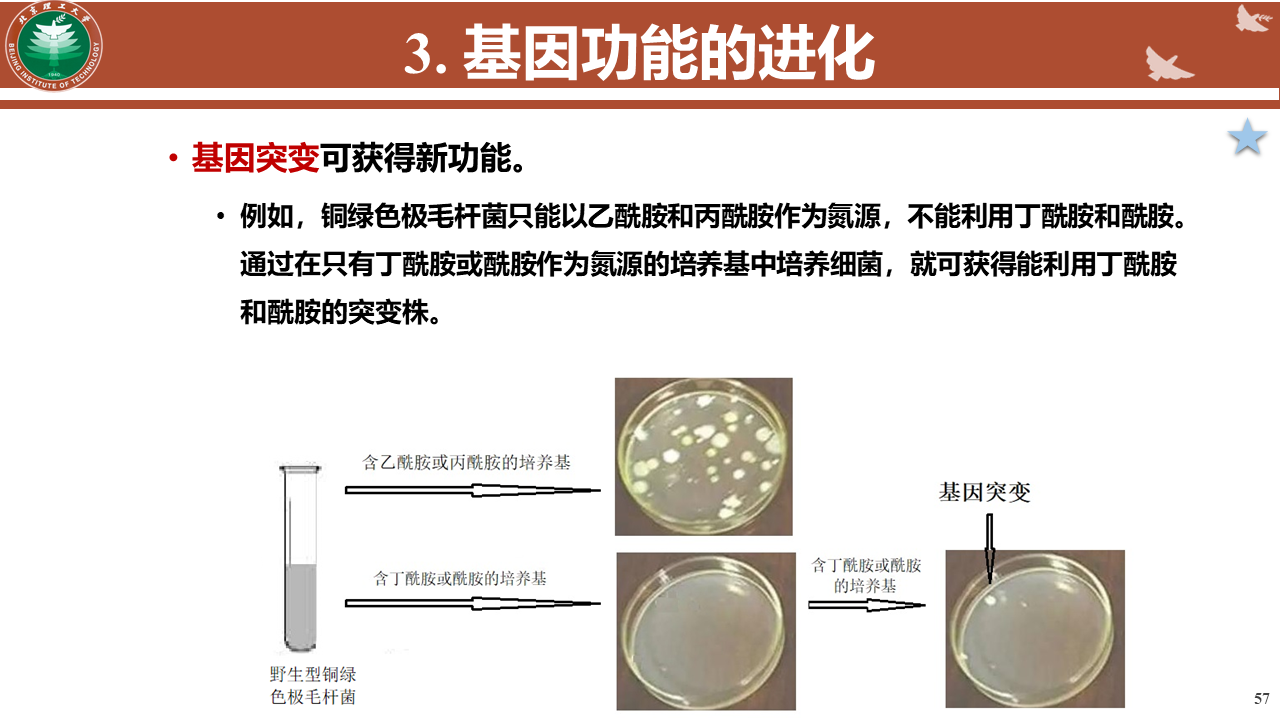 北京理工大学
BEIJING INSTITUTE OF TECHNOLOGY
1940
3. 基因功能的进化
• 基因突变可获得新功能。
• 例如，铜绿色极毛杆菌只能以乙酰胺和丙酰胺作为氮源，不能利用丁酰胺和酰胺。
通过在只有丁酰胺或酰胺作为氮源的培养基中培养细菌，就可获得能利用丁酰胺
和酰胺的突变株。
含乙酰胺或丙酰胺的培养基
基因突变
含丁酰胺或酰胺的培养基
含丁酰胺或酰胺
的培养基
野生型铜绿
色极毛杆菌
57